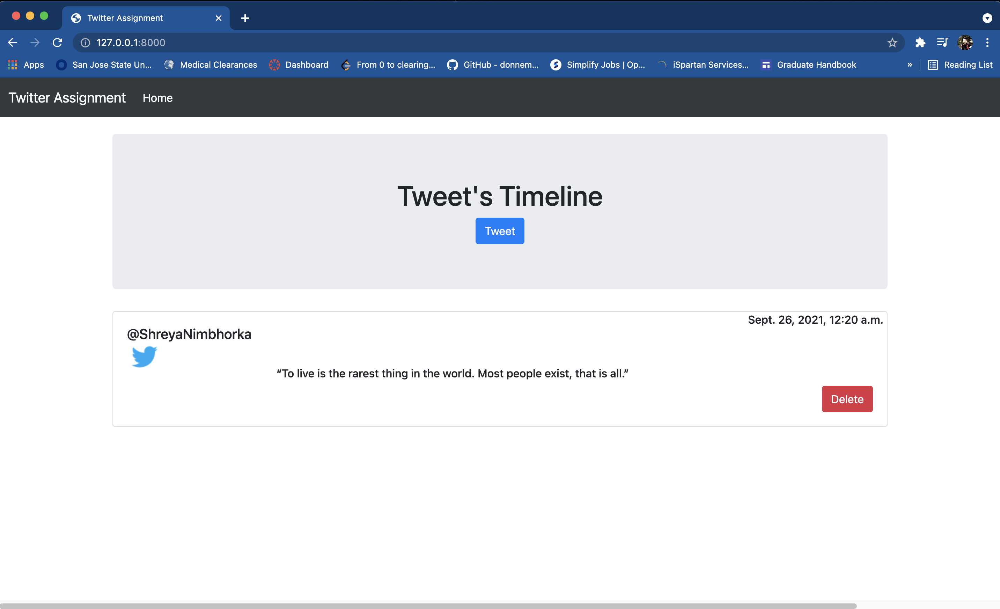 Twitter Assignment
127.0.0.1:8000
Apps San Jose State Un... Medical Clearances Dashboard From 0 to clearing... GitHub - donnem... Simplify Jobs | Op... iSpartan Services... Graduate Handbook » Reading List
Twitter Assignment Home
Tweet's Timeline
Tweet
Sept. 26, 2021, 12:20 a.m.
@ShreyaNimbhorka
“To live is the rarest thing in the world. Most people exist, that is all.”
Delete